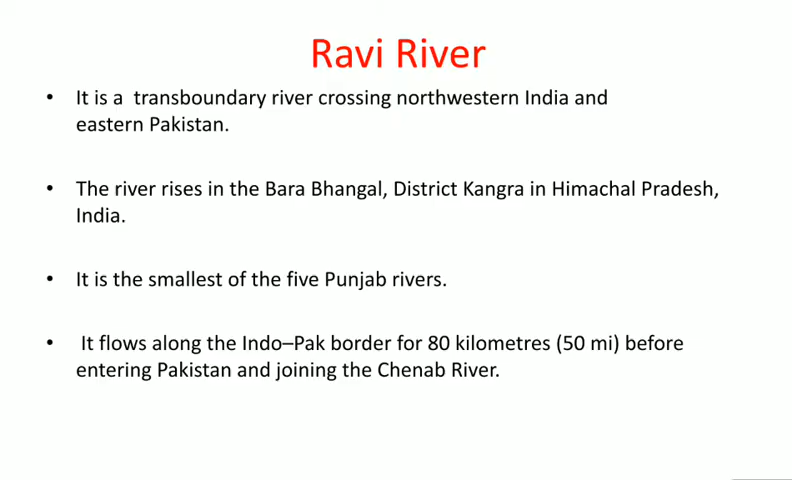 Ravi River
• It is a  transboundary river crossing northwestern India and
eastern Pakistan.
• The river rises in the Bara Bhangal, District Kangra in Himachal Pradesh,
India.
• It is the smallest of the five Punjab rivers.
• It flows along the Indo–Pak border for 80 kilometres (50 mi) before
entering Pakistan and joining the Chenab River.